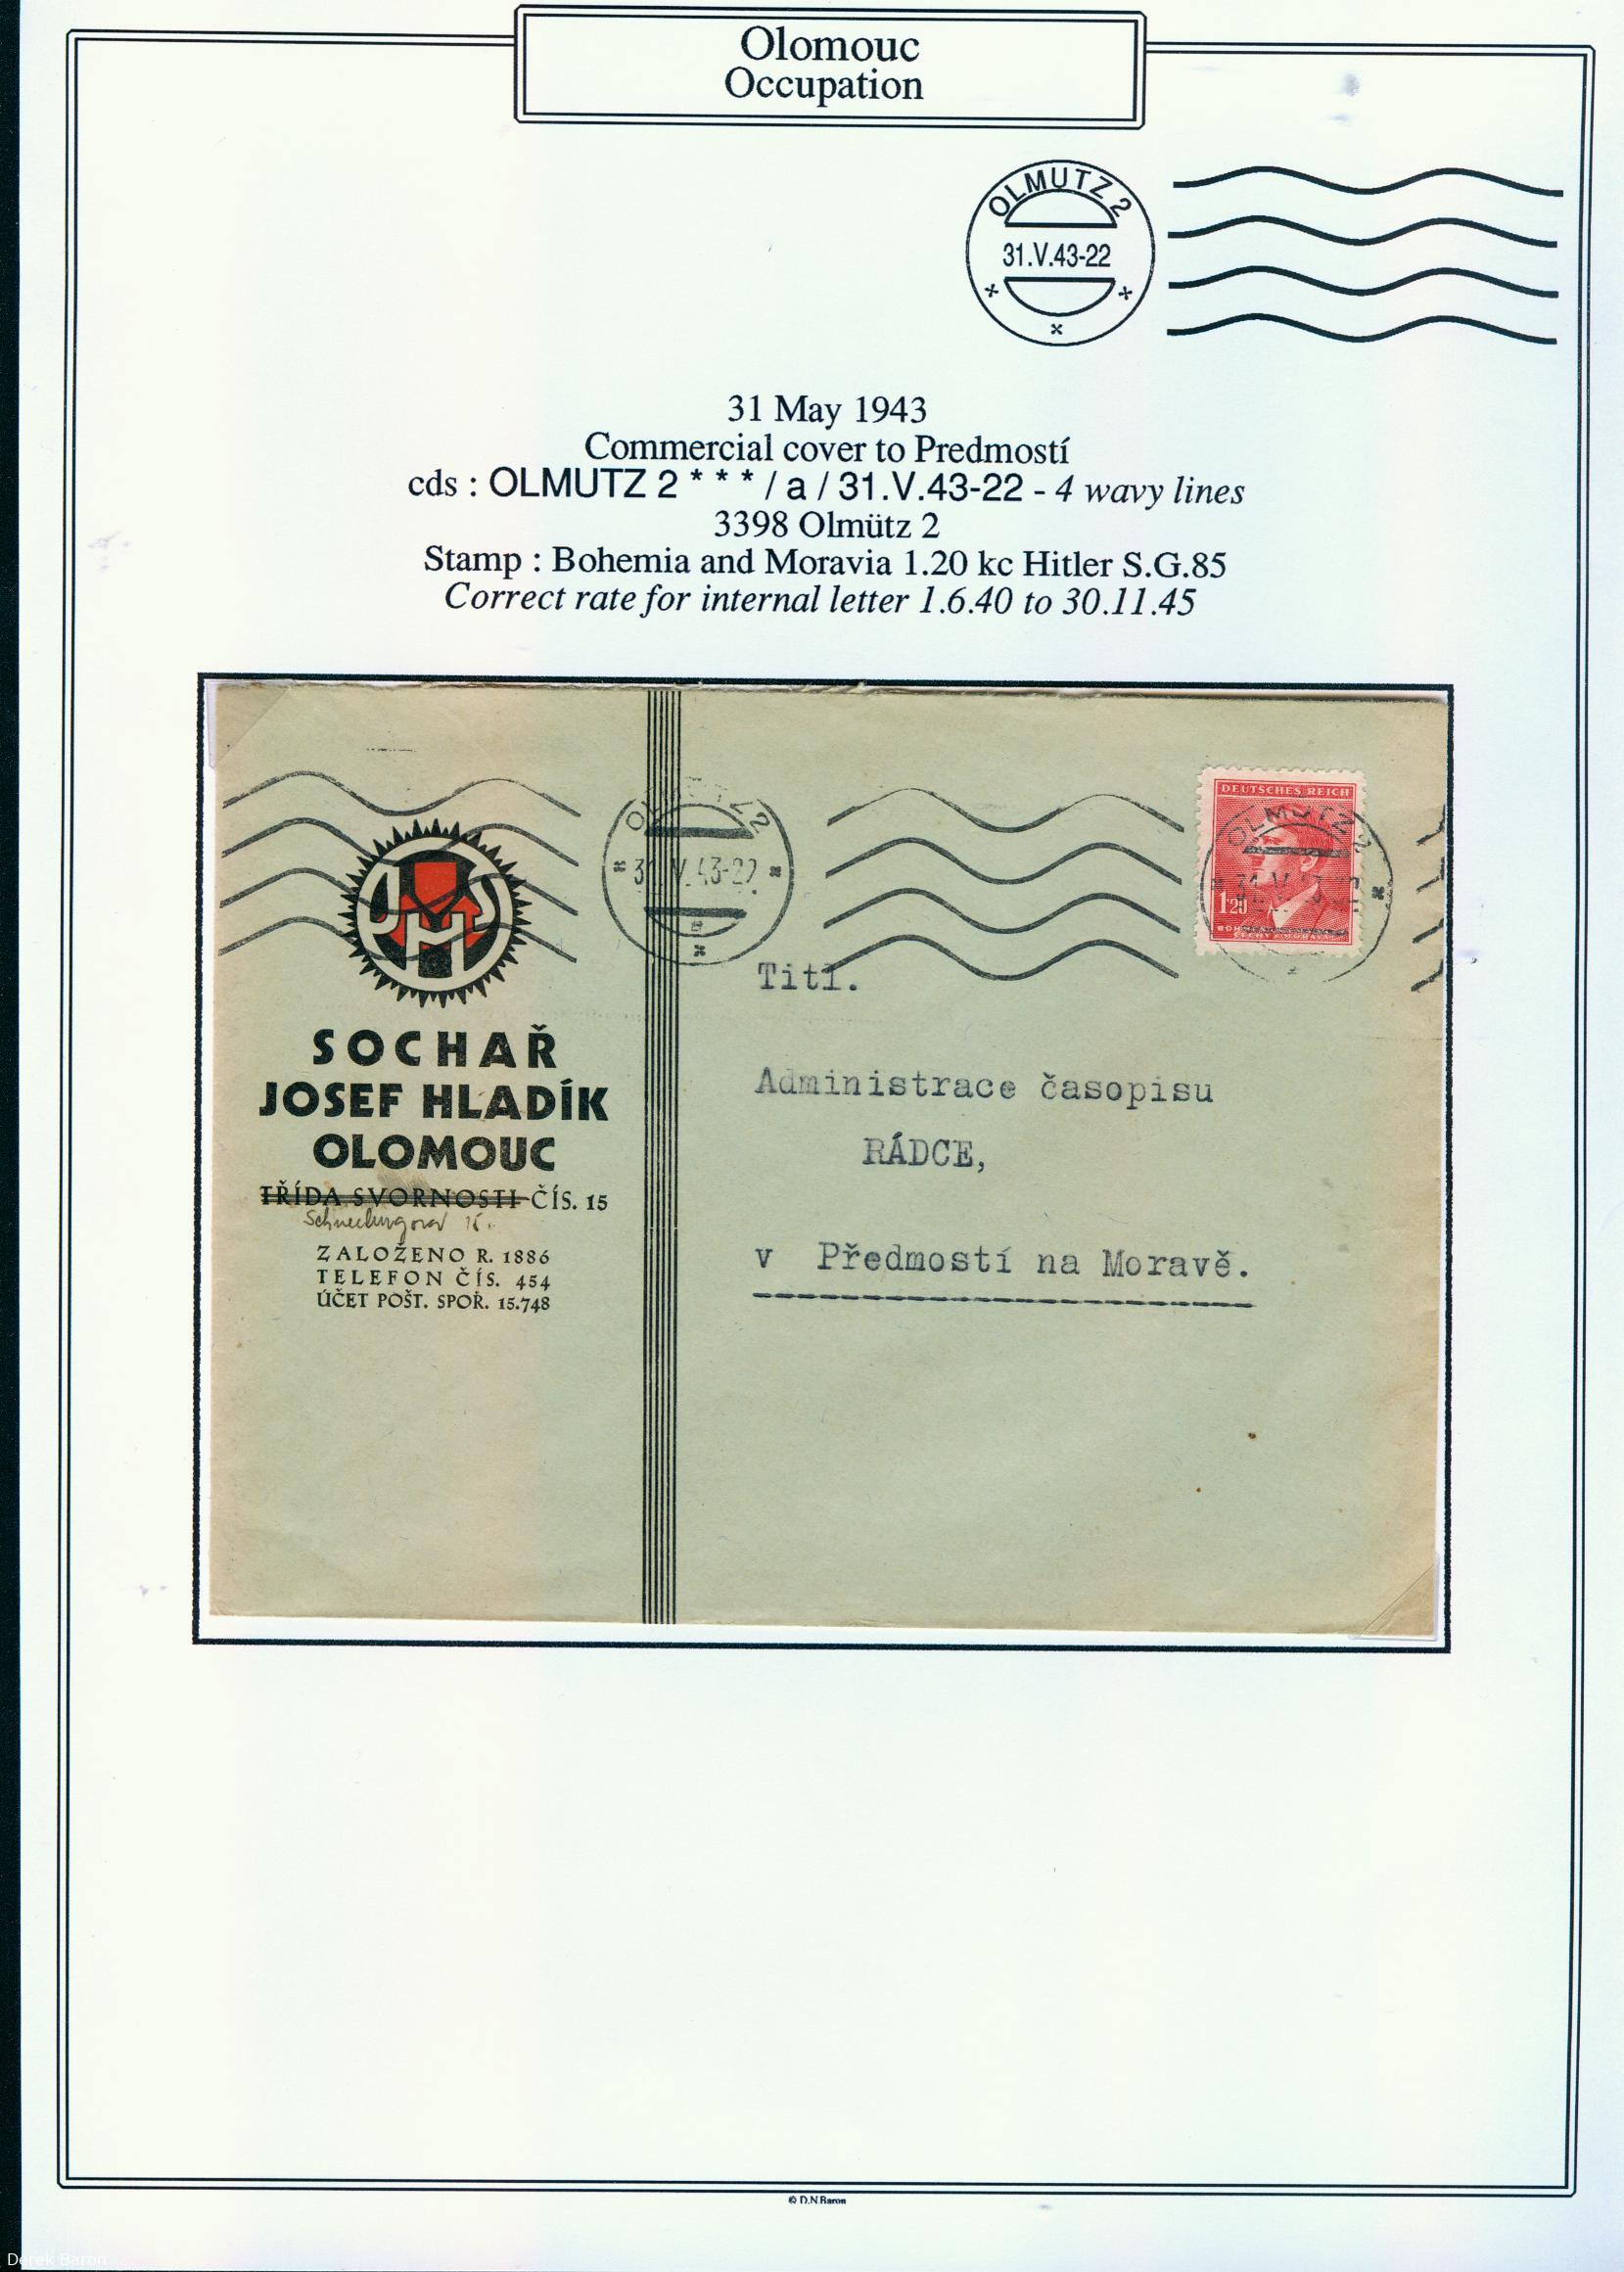 Olomouc
Occupation
OLMUTZ 2
31.V.43-22
31 May 1943
Commercial cover to Predmostí
cds : OLMUTZ 2 * * * / a / 31.V.43-22 - 4 wavy lines
3398 Olmütz 2
Stamp : Bohemia and Moravia 1.20 kc Hitler S.G.85
Correct rate for internal letter 1.6.40 to 30.11.45
DEUTSCHES REICH
OLMUTZ 2
31.V.43-22
1 20
JHS
SOCHAŘ
JOSEF HLADÍK
OLOMOUC
TŘÍDA SVORNOSTI ČÍS. 15
ZALOŽENO R. 1886
TELEFON ČÍS. 454
ÚČET POŠT. SPOŘ. 15.748
Titl.
Administrace časopisu
RÁDCE,
v Předmostí na Moravě.
© D.N.Baron
Derek Baron